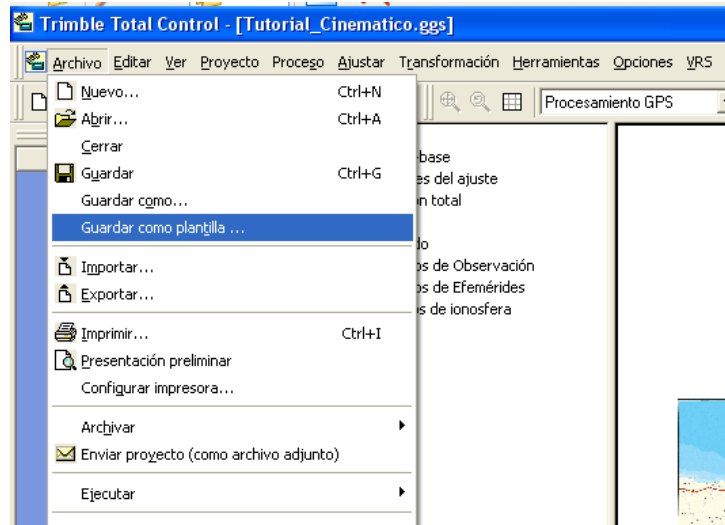 Trimble Total Control - [Tutorial_Cinematico.ggs]
Archivo Editar Ver Proyecto Proceso Ajustar Transformación Herramientas Opciones VRS
Procesamiento GPS
Nuevo... Ctrl+N
Abrir... Ctrl+A
Cerrar
Guardar Ctrl+G
Guardar como...
Guardar como plantilla ...
Importar...
Exportar...
Imprimir... Ctrl+I
Presentación preliminar
Configurar impresora...
Archivar
Enviar proyecto (como archivo adjunto)
Ejecutar
base
es del ajuste
n total
do
os de Observación
os de Efemérides
s de ionosfera